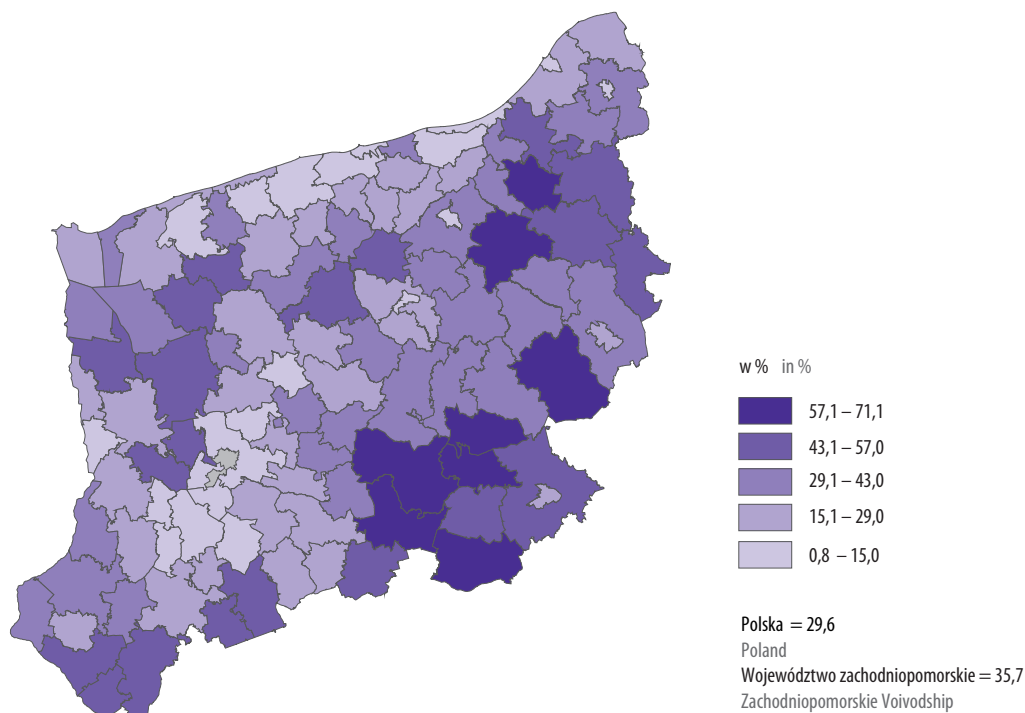 w % in %
57,1 – 71,1
43,1 – 57,0
29,1 – 43,0
15,1 – 29,0
0,8 – 15,0
Polska = 29,6
Poland
Województwo zachodniopomorskie = 35,7
Zachodniopomorskie Voivodship